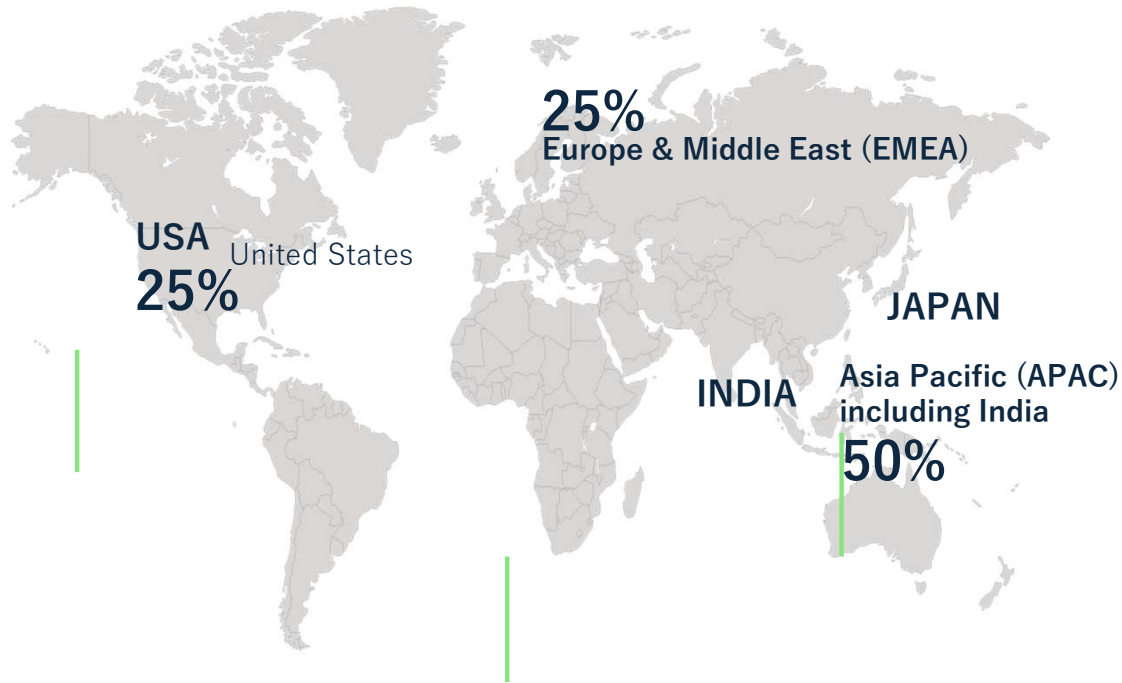 25%
Europe & Middle East (EMEA)
USA
United States
25%
JAPAN
INDIA
Asia Pacific (APAC)
including India
50%